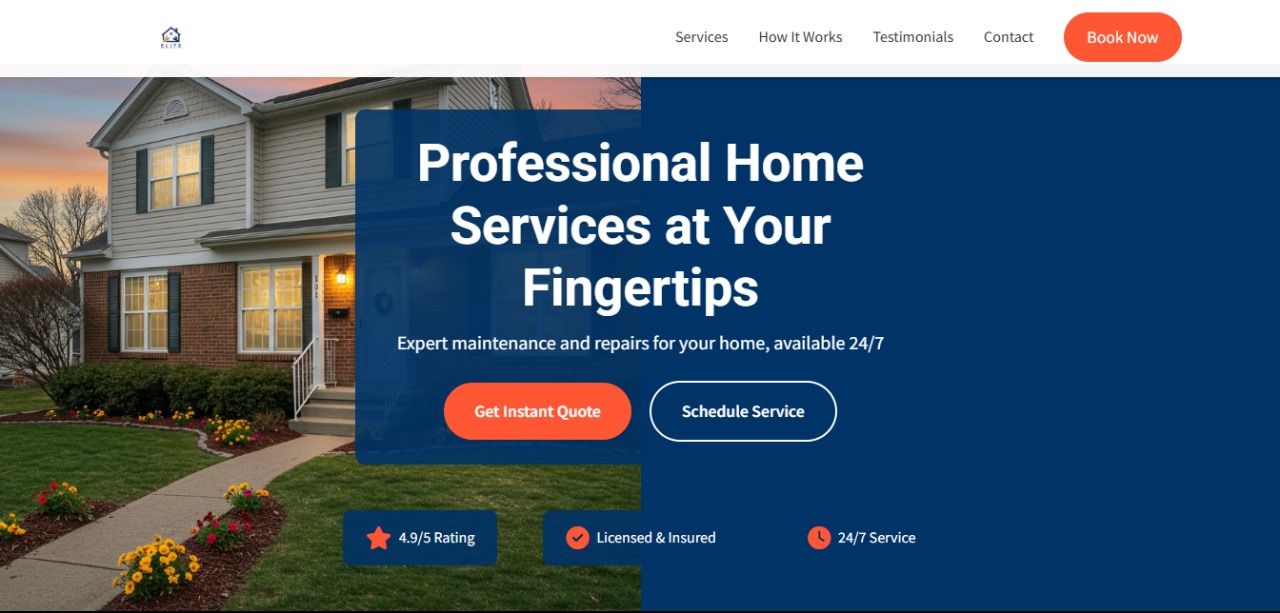 ELITE
Services
How It Works
Testimonials
Contact
Book Now
Professional Home
Services at Your
Fingertips
Expert maintenance and repairs for your home, available 24/7
Get Instant Quote
Schedule Service
4.9/5 Rating
Licensed & Insured
24/7 Service